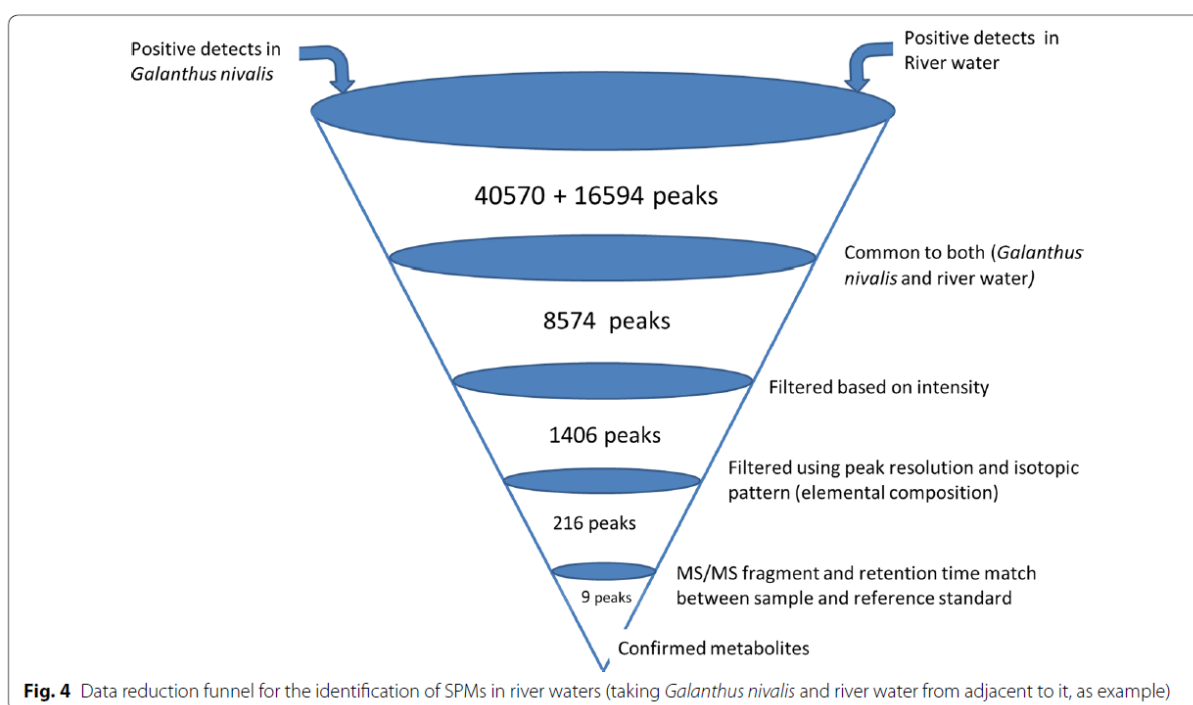 Positive detects in
Galanthus nivalis
Positive detects in
River water
40570 + 16594 peaks
Common to both (Galanthus
nivalis and river water)
8574 peaks
Filtered based on intensity
1406 peaks
Filtered using peak resolution and isotopic
pattern (elemental composition)
216 peaks
MS/MS fragment and retention time match
between sample and reference standard
9 peaks
Confirmed metabolites
Fig. 4 Data reduction funnel for the identification of SPMs in river waters (taking Galanthus nivalis and river water from adjacent to it, as example)